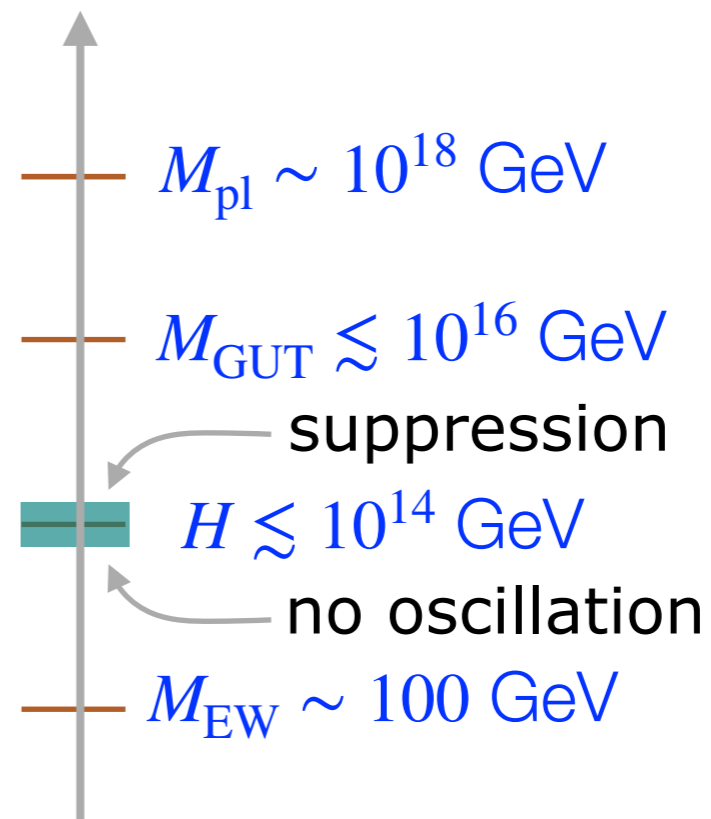 M_pl ∼ 10^18 GeV
M_GUT ≲ 10^16 GeV
suppression
H ≲ 10^14 GeV
no oscillation
M_EW ∼ 100 GeV